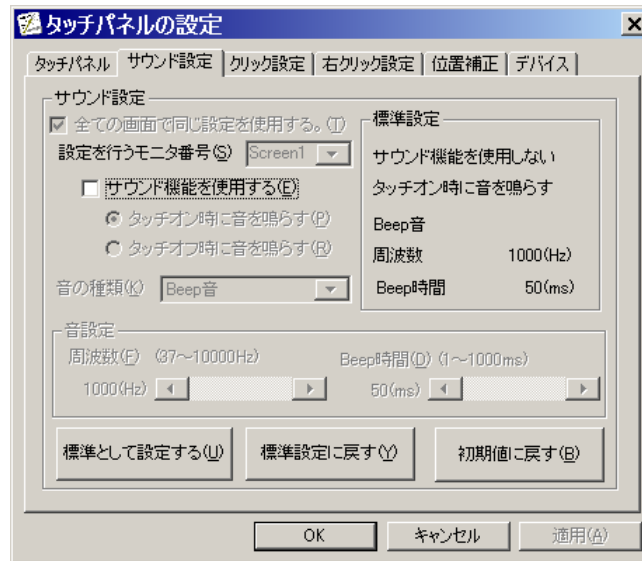 タッチパネルの設定
タッチパネル サウンド設定 クリック設定 右クリック設定 位置補正 デバイス
サウンド設定
全ての画面で同じ設定を使用する。(T)
設定を行うモニタ番号(S) Screen1
サウンド機能を使用する(E)
タッチオン時に音を鳴らす(P)
タッチオフ時に音を鳴らす(R)
音の種類(K) Beep音
標準設定
サウンド機能を使用しない
タッチオン時に音を鳴らす
Beep音
周波数 1000(Hz)
Beep時間 50(ms)
音設定
周波数(F) (37～10000Hz) Beep時間(D) (1～1000ms)
1000(Hz) 50(ms)
標準として設定する(U) 標準設定に戻す(Y) 初期値に戻す(B)
OK キャンセル 適用(A)